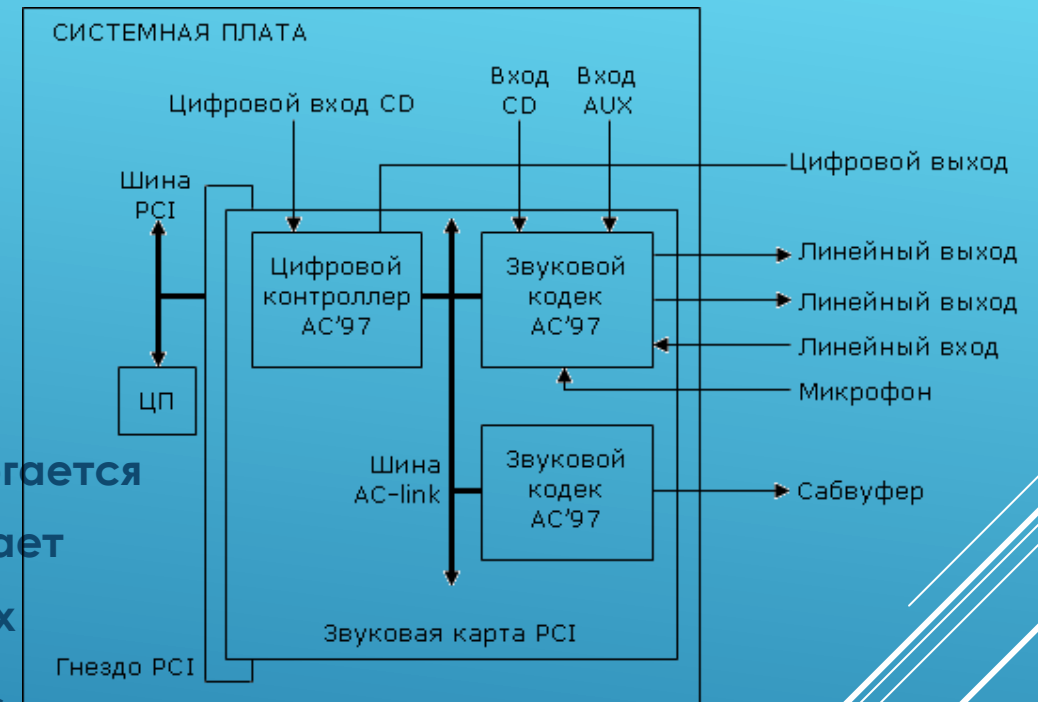 СИСТЕМНАЯ ПЛАТА
Вход Вход
CD AUX
Цифровой вход CD
Цифровой выход
Шина
PCI
Цифровой
контроллер
AC'97
Звуковой
кодек
AC'97
Линейный выход
Линейный выход
Линейный вход
Микрофон
ЦП
Шина
AC-link
Звуковой
кодек
AC'97
Сабвуфер
Звуковая карта PCI
Гнездо PCI